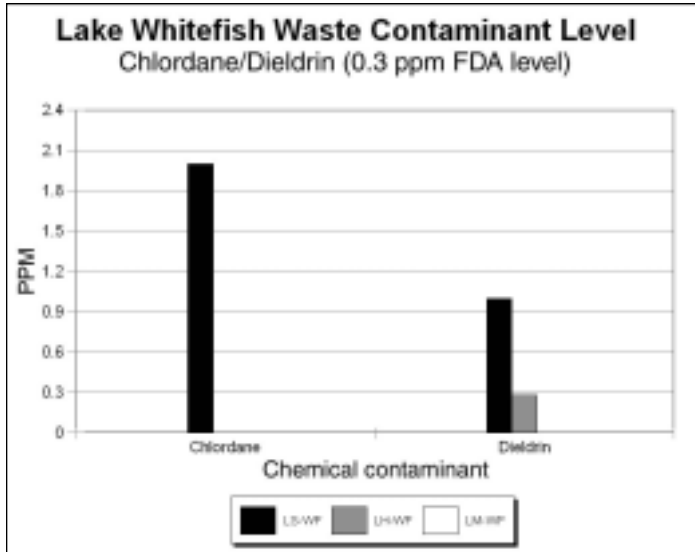 Lake Whitefish Waste Contaminant Level
Chlordane/Dieldrin (0.3 ppm FDA level)
2.4
2.1
1.8
1.5
1.2
0.9
0.6
0.3
0
PPM
Chlordane Dieldrin
Chemical contaminant
LS-WF LH-WF LM-WF